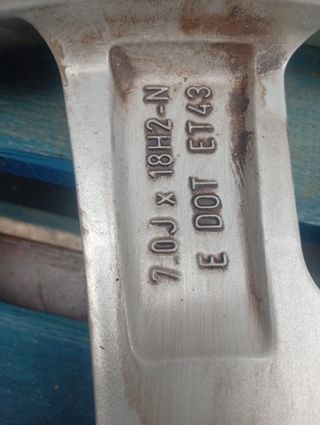 7.0J x 18H2-N
E DOT ET43